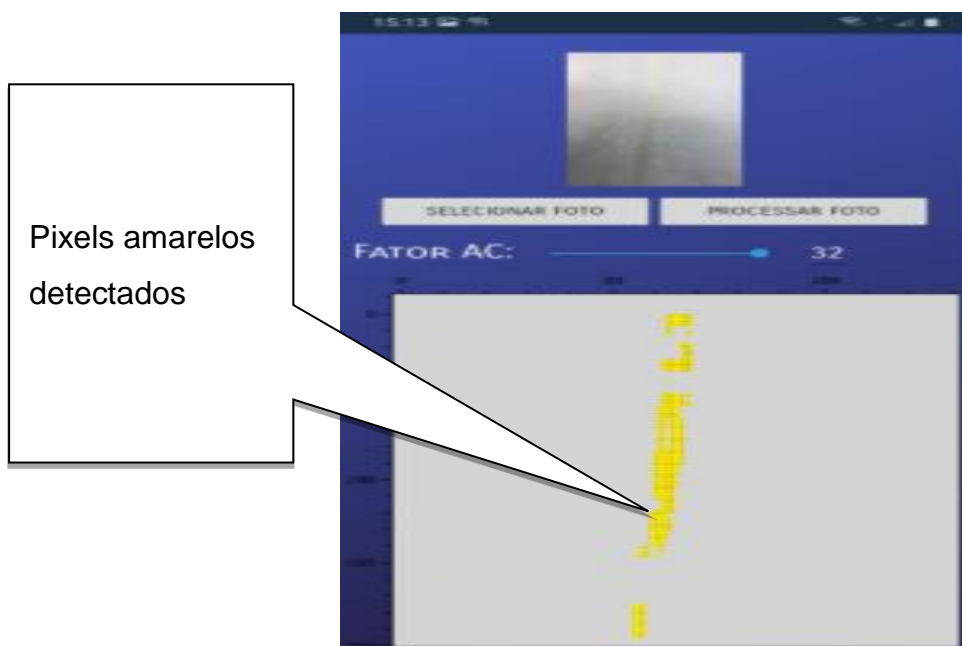 15:13
Pixels amarelos
detectados
SELECIONAR FOTO
PROCESSAR FOTO
FATOR AC:
32